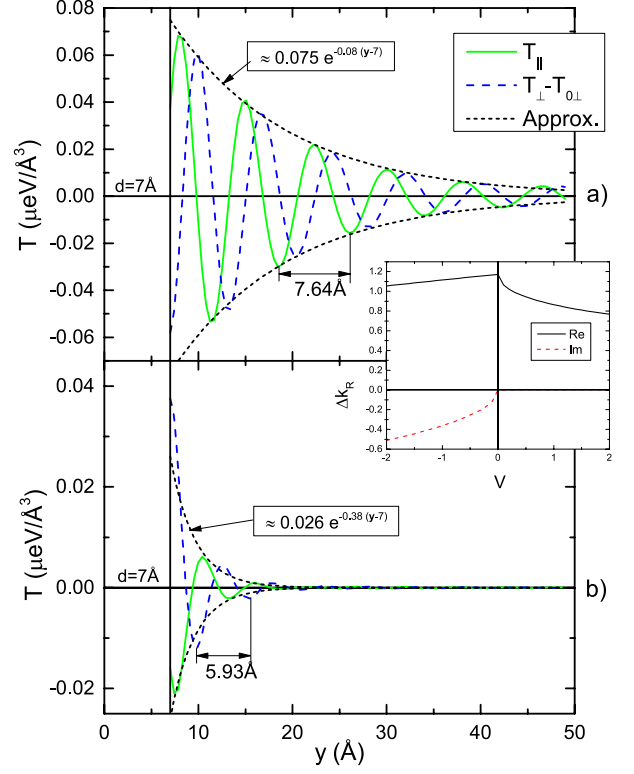 0.08
0.06
0.04
0.02
0.00
-0.02
-0.04
-0.06
T (μeV/Å³)
≈ 0.075 e^-0.08 (y-7)
T_||
T_⊥-T_0⊥
Approx.
d=7Å
a)
7.64Å
1.2
1.0
0.8
0.6
0.4
0.2
0.0
-0.2
-0.4
-0.6
Δk_R
Re
Im
-2
-1
0
1
2
V
0.04
0.02
0.00
-0.02
T (μeV/Å³)
≈ 0.026 e^-0.38 (y-7)
d=7Å
b)
5.93Å
0
10
20
30
40
50
y (Å)